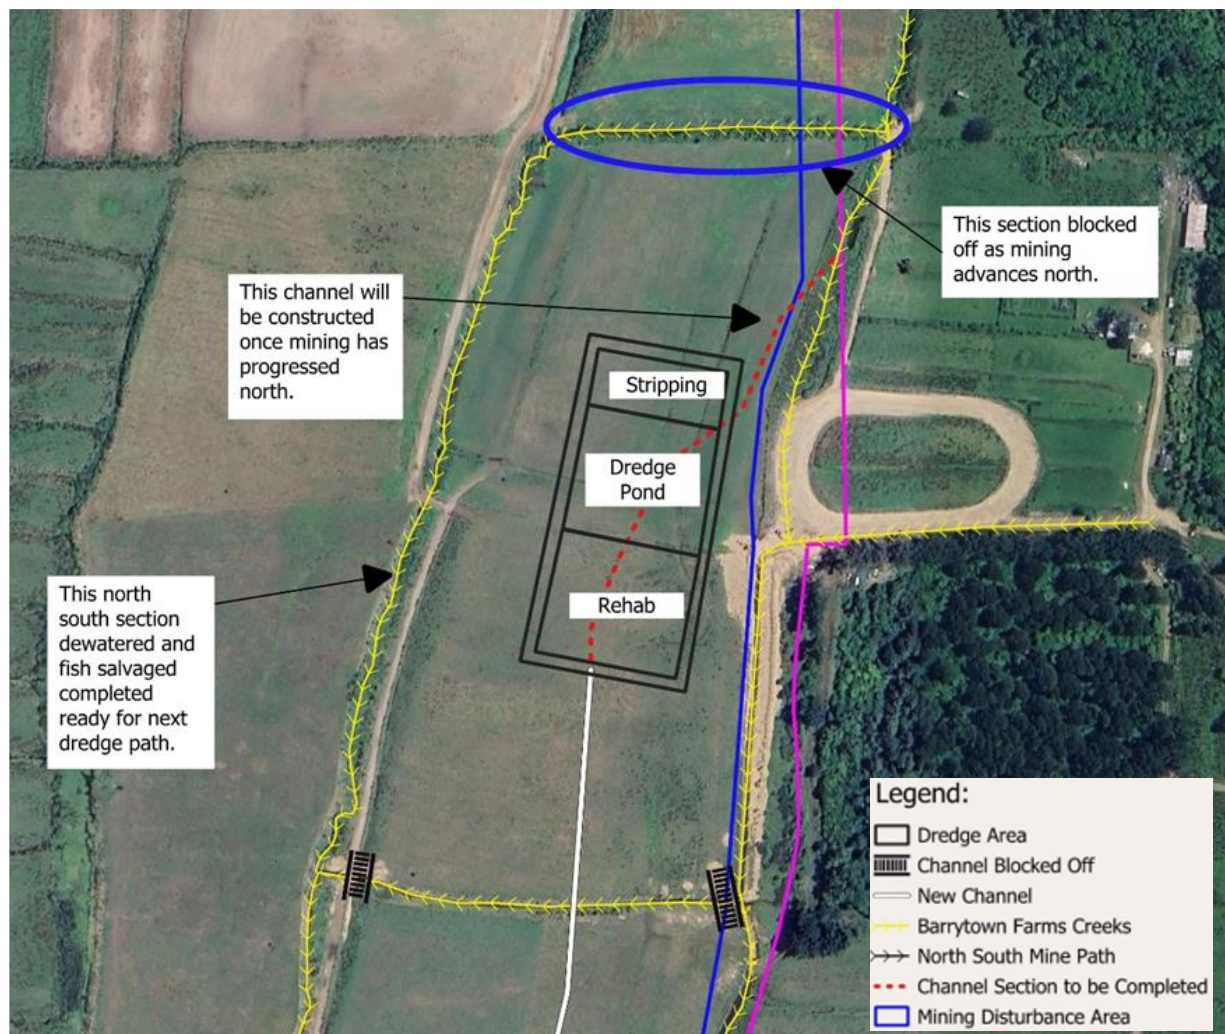 This section blocked
off as mining
advances north.
This channel will
be constructed
once mining has
progressed
north.
Stripping
Dredge
Pond
Rehab
This north
south section
dewatered and
fish salvaged
completed
ready for next
dredge path.
Legend:
Dredge Area
Channel Blocked Off
New Channel
Barrytown Farms Creeks
North South Mine Path
Channel Section to be Completed
Mining Disturbance Area